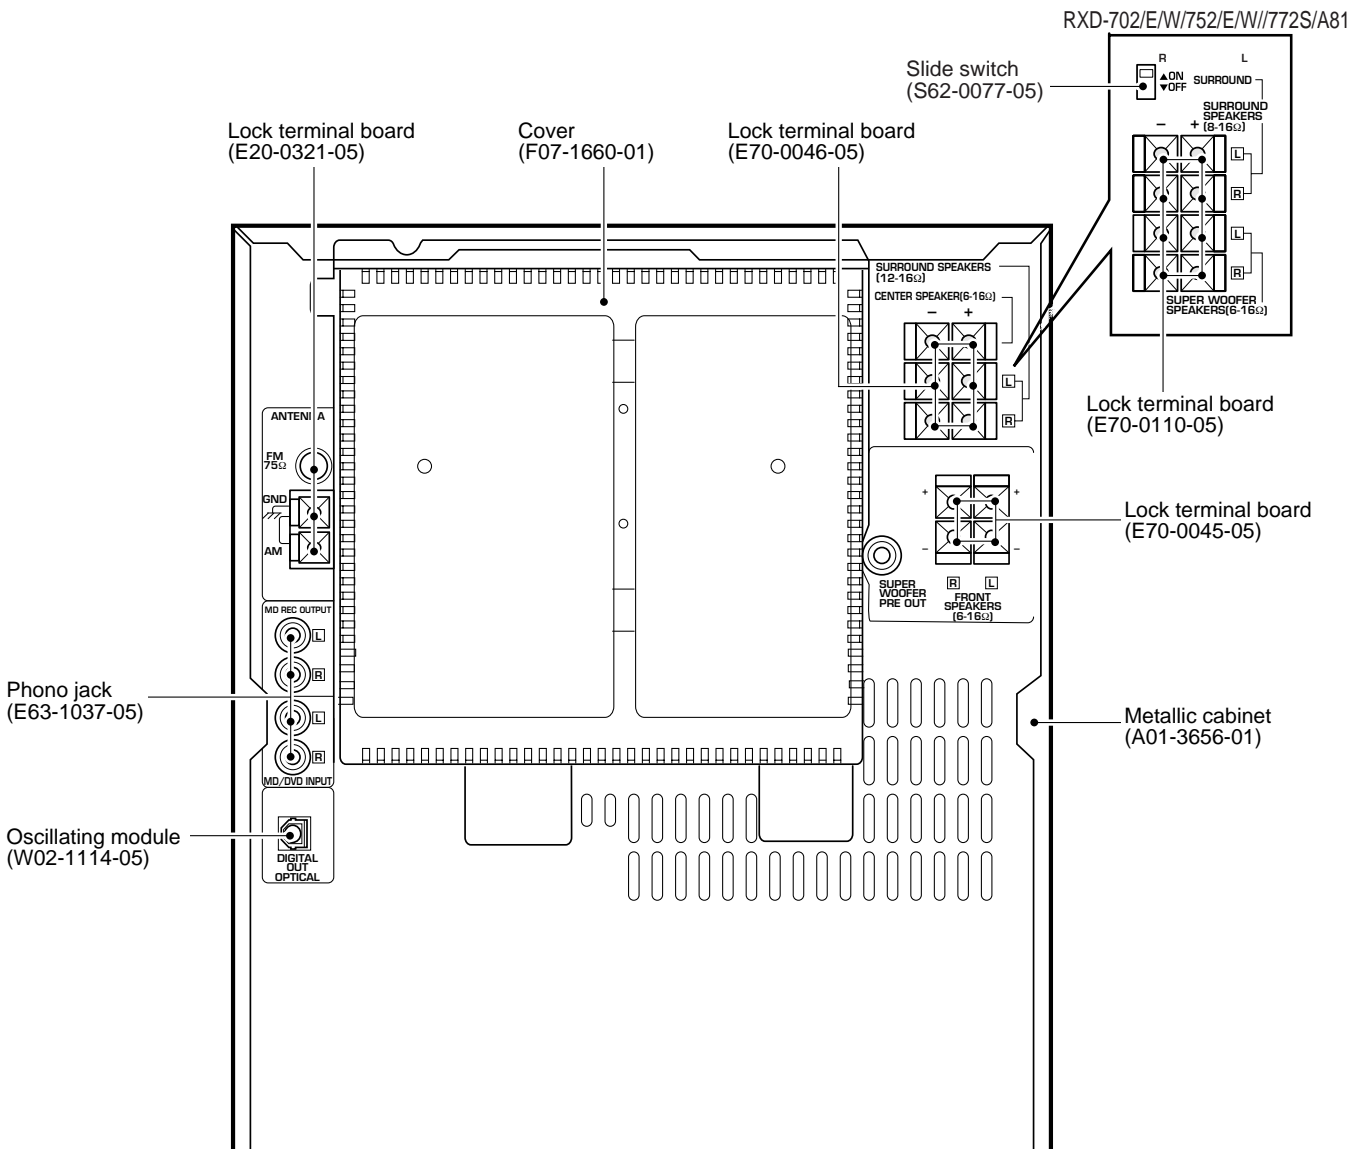 RXD-702/E/W/752/E/W//772S/A81
Slide switch
(S62-0077-05)
R L
▲ON
▼OFF
SURROUND
SURROUND
SPEAKERS
(8-16Ω)
− +
L
R
L
R
SUPER WOOFER
SPEAKERS(6-16Ω)
Lock terminal board
(E20-0321-05)
Cover
(F07-1660-01)
Lock terminal board
(E70-0046-05)
SURROUND SPEAKERS
(12-16Ω)
CENTER SPEAKER(6-16Ω)
− +
L
R
Lock terminal board
(E70-0110-05)
ANTENNA
FM
75Ω
GND
AM
+ +
− −
Lock terminal board
(E70-0045-05)
SUPER
WOOFER
PRE OUT
R L
FRONT
SPEAKERS
(6-16Ω)
MD REC OUTPUT
L
R
L
R
MD/DVD INPUT
Phono jack
(E63-1037-05)
Metallic cabinet
(A01-3656-01)
Oscillating module
(W02-1114-05)
DIGITAL
OUT
OPTICAL